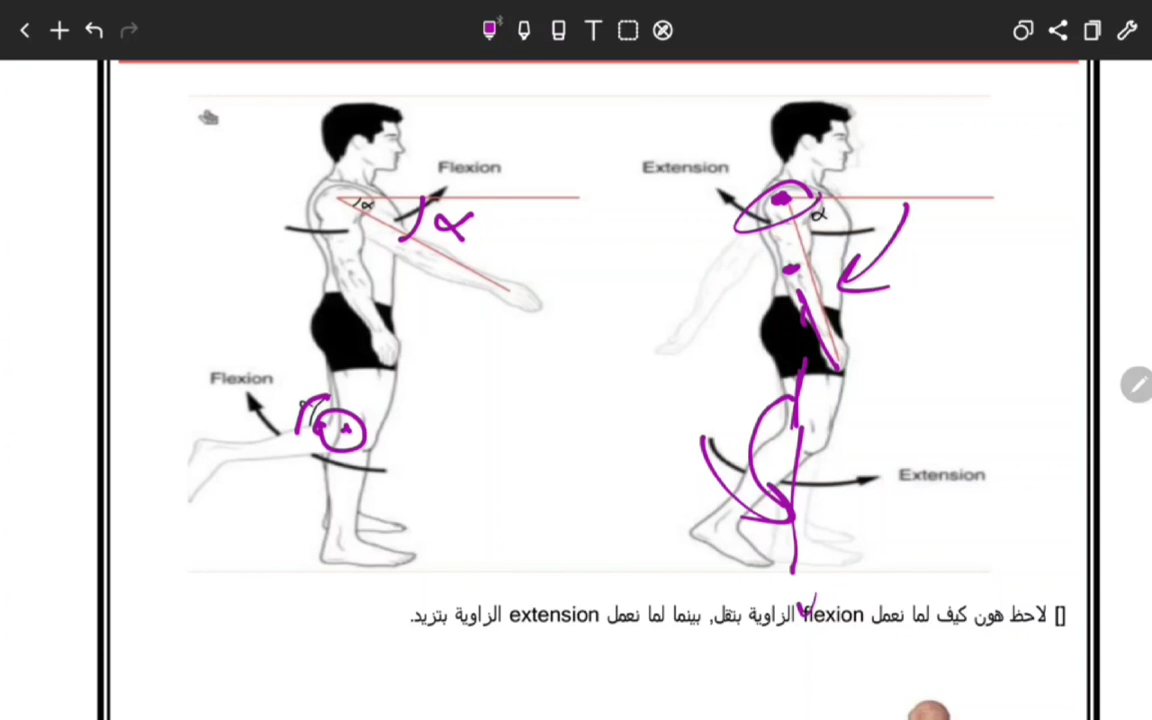 Flexion
Extension
α
α
α
Flexion
Extension
[] لاحظ هون كيف لما نعمل flexion الزاوية بتقل, بينما لما نعمل extension الزاوية بتزيد.